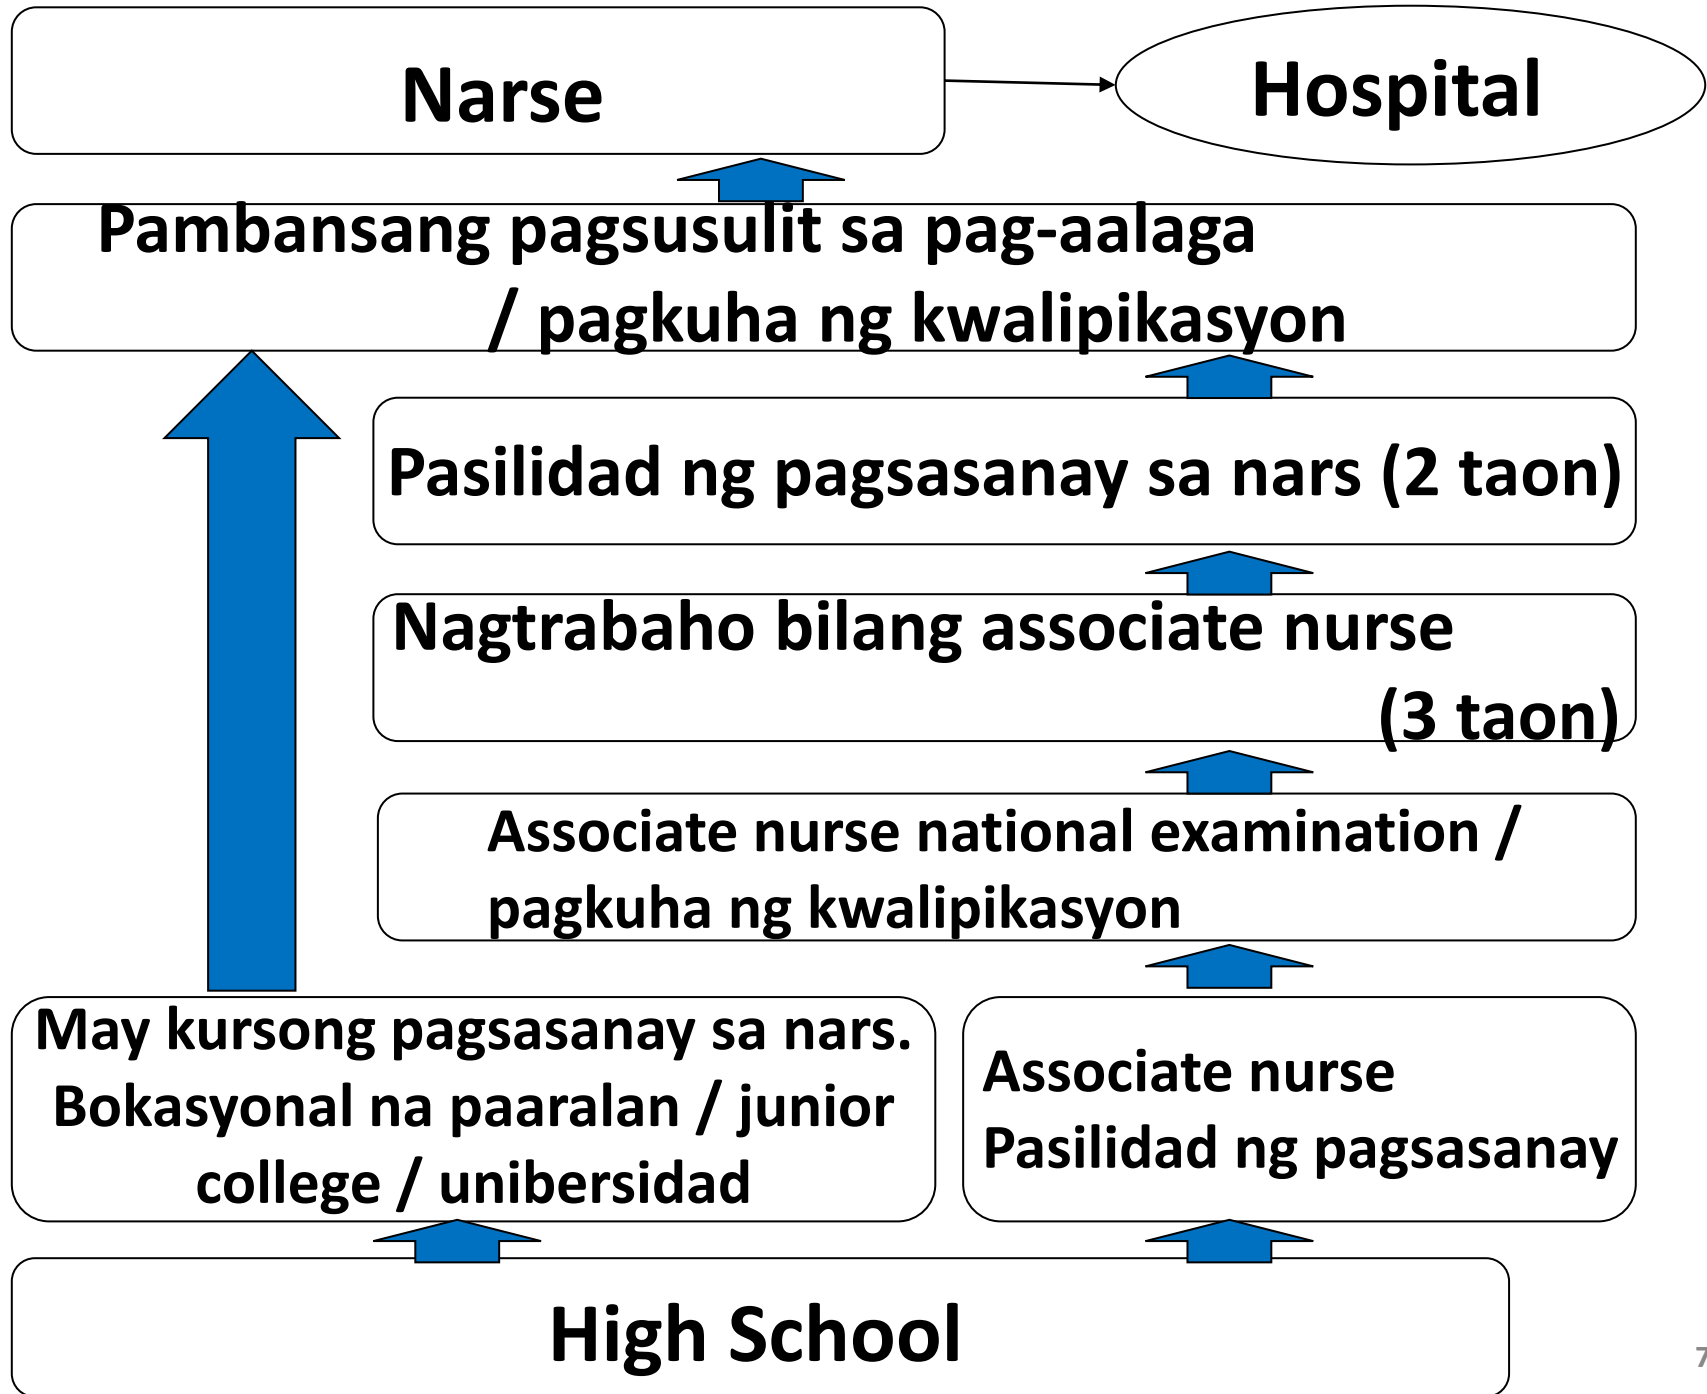 Narse
Hospital
Pambansang pagsusulit sa pag-aalaga
/ pagkuha ng kwalipikasyon
Pasilidad ng pagsasanay sa nars (2 taon)
Nagtrabaho bilang associate nurse
(3 taon)
Associate nurse national examination /
pagkuha ng kwalipikasyon
May kursong pagsasanay sa nars.
Bokasyonal na paaralan / junior
college / unibersidad
Associate nurse
Pasilidad ng pagsasanay
High School
7